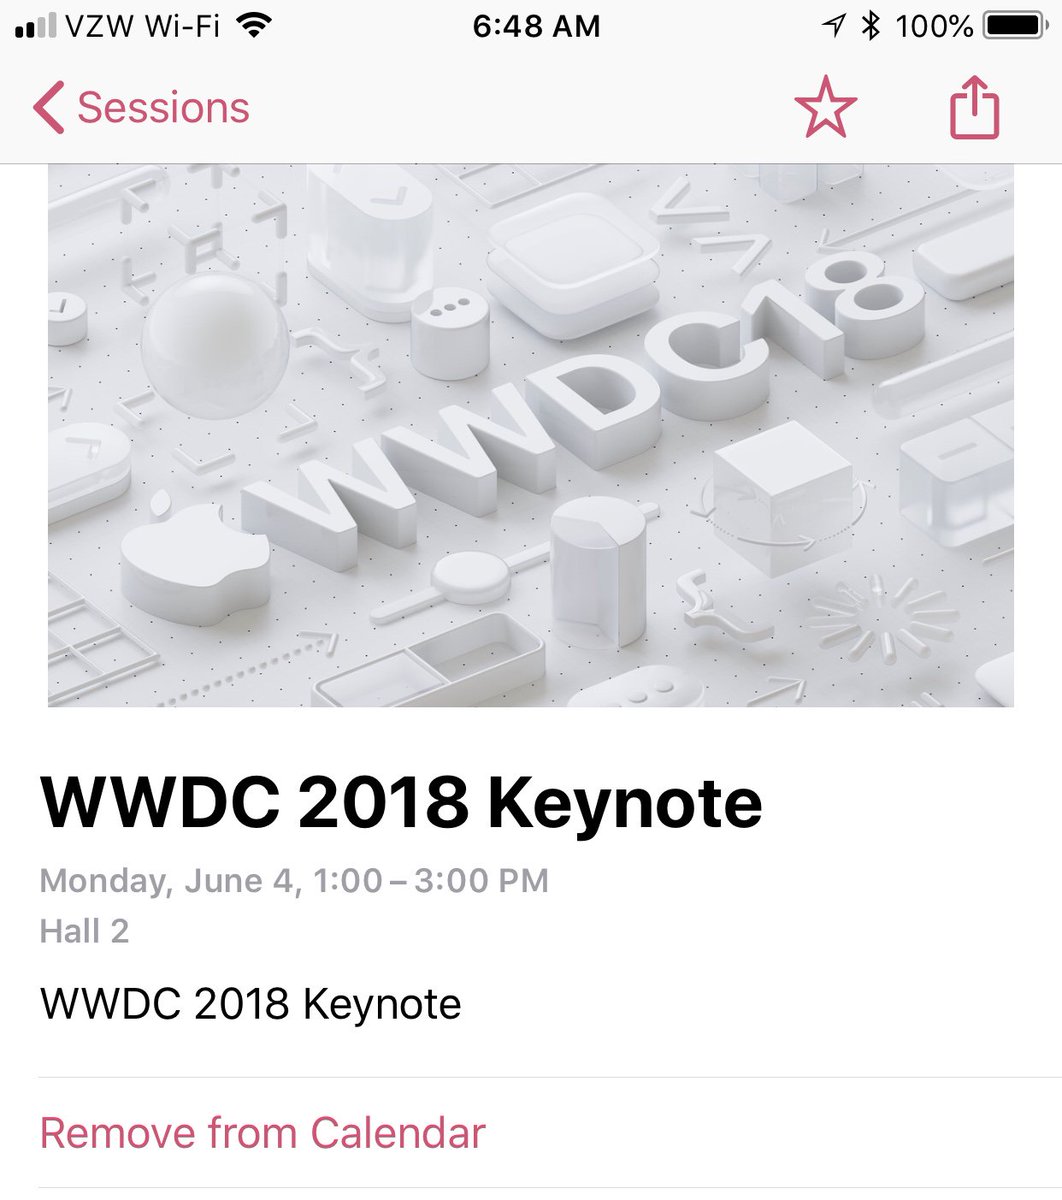 VZW Wi-Fi 6:48 AM 100%
Sessions
WWDC18
WWDC 2018 Keynote
Monday, June 4, 1:00 – 3:00 PM
Hall 2
WWDC 2018 Keynote
Remove from Calendar